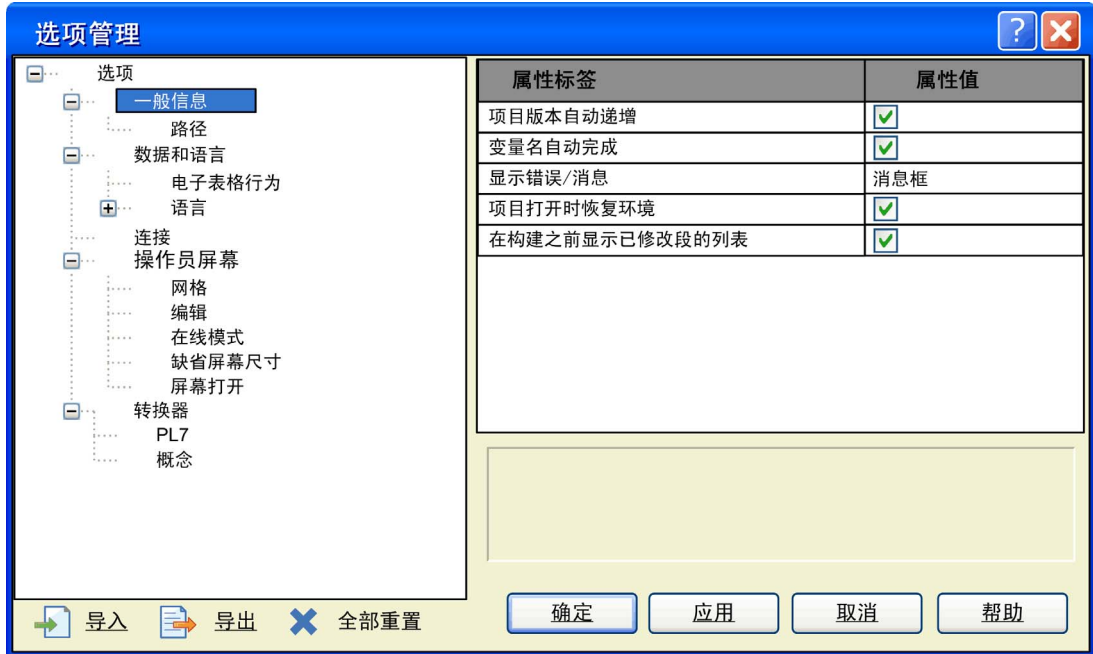 选项管理
选项
一般信息
路径
数据和语言
电子表格行为
语言
连接
操作员屏幕
网格
编辑
在线模式
缺省屏幕尺寸
屏幕打开
转换器
PL7
概念
属性标签 属性值
项目版本自动递增
变量名自动完成
显示错误/消息 消息框
项目打开时恢复环境
在构建之前显示已修改段的列表
导入 导出 全部重置
确定 应用 取消 帮助